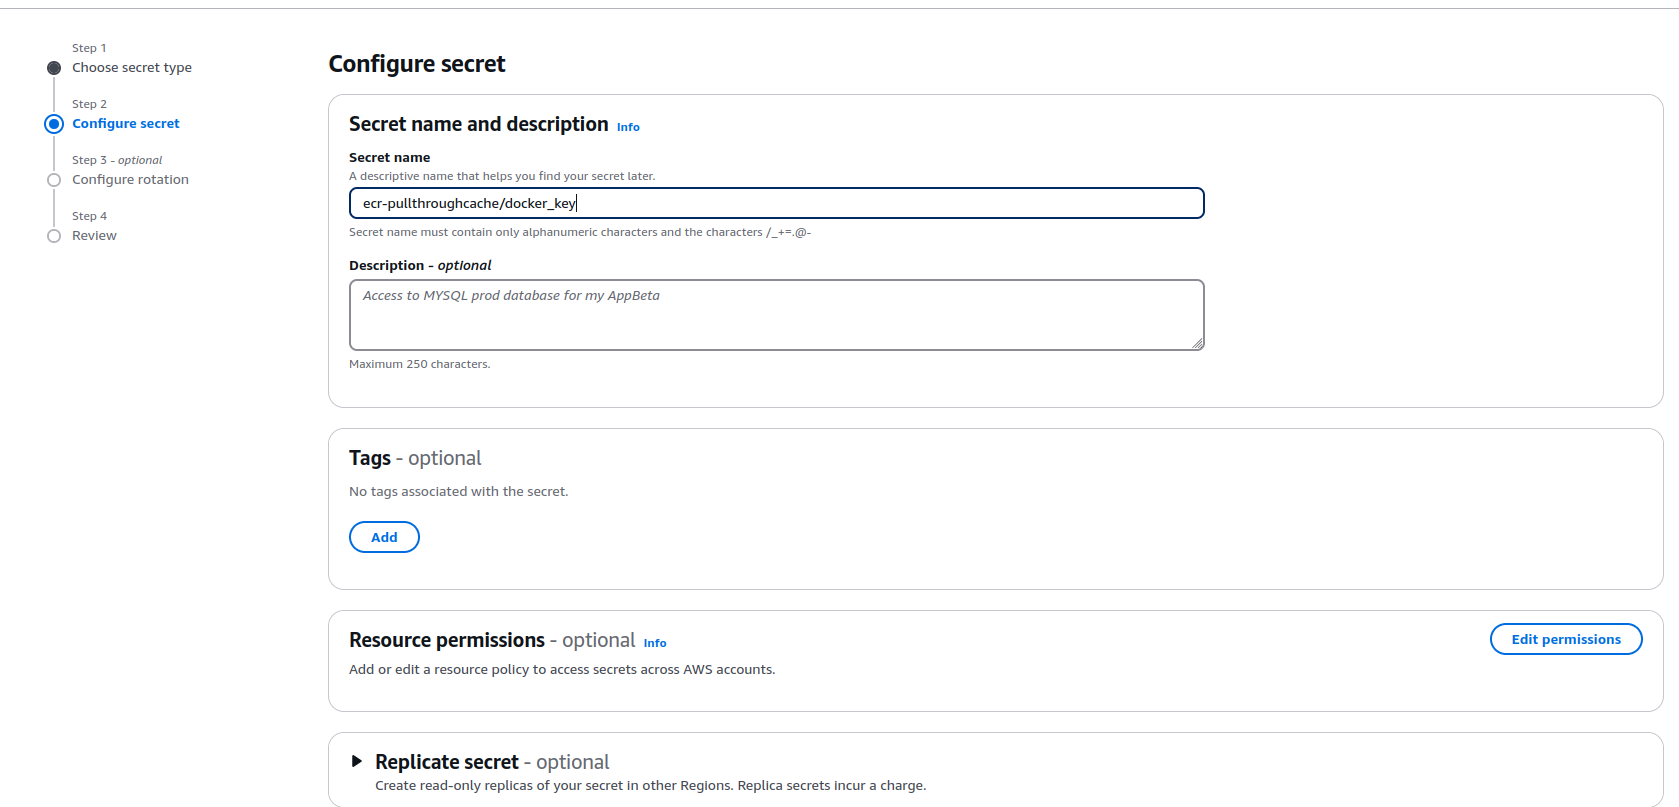 Step 1
Choose secret type
Step 2
Configure secret
Step 3 - optional
Configure rotation
Step 4
Review
Configure secret
Secret name and description Info
Secret name
A descriptive name that helps you find your secret later.
ecr-pullthroughcache/docker_key
Secret name must contain only alphanumeric characters and the characters /_+=.@-
Description - optional
Access to MYSQL prod database for my AppBeta
Maximum 250 characters.
Tags - optional
No tags associated with the secret.
Add
Resource permissions - optional Info
Edit permissions
Add or edit a resource policy to access secrets across AWS accounts.
Replicate secret - optional
Create read-only replicas of your secret in other Regions. Replica secrets incur a charge.